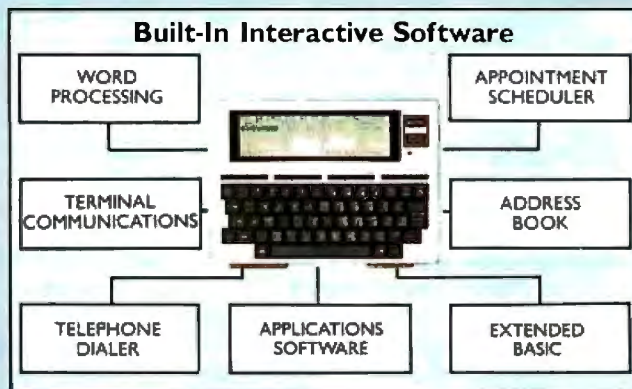 Built-In Interactive Software
WORD
PROCESSING
APPOINTMENT
SCHEDULER
TERMINAL
COMMUNICATIONS
ADDRESS
BOOK
TELEPHONE
DIALER
APPLICATIONS
SOFTWARE
EXTENDED
BASIC